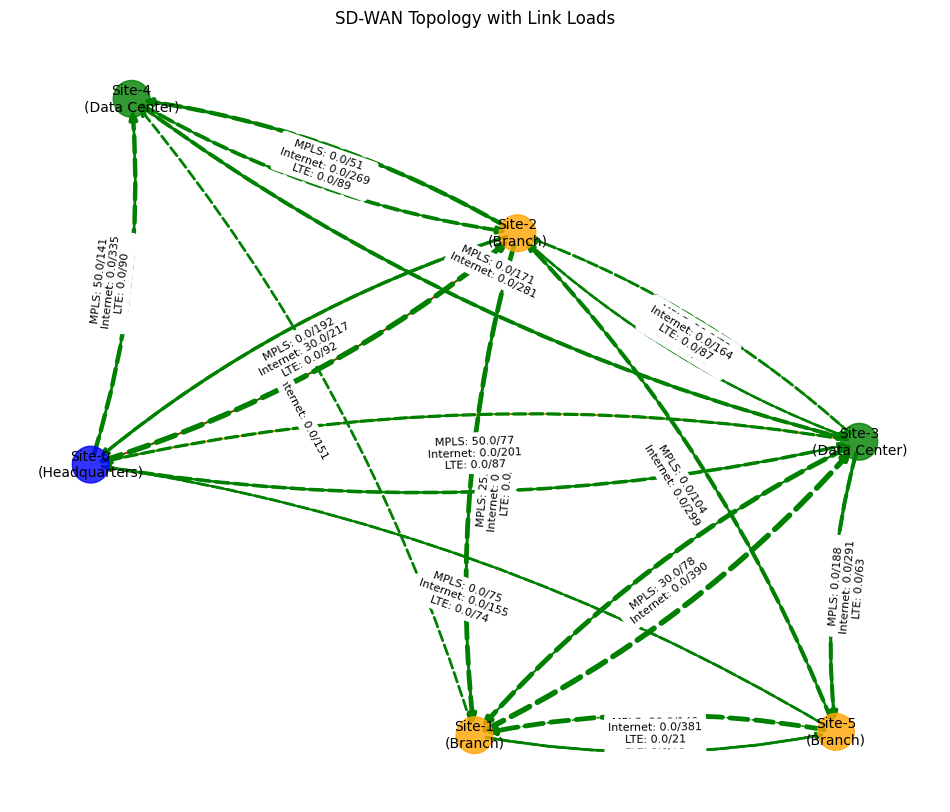 SD-WAN Topology with Link Loads
Site-4
(Data Center)
MPLS: 0.0/51
Internet: 0.0/269
LTE: 0.0/89
Site-2
(Branch)
MPLS: 0.0/171
Internet: 0.0/281
MPLS: 50.0/141
Internet: 0.0/335
LTE: 0.0/90
Internet: 0.0/164
LTE: 0.0/87
MPLS: 0.0/192
Internet: 30.0/217
LTE: 0.0/92
Internet: 0.0/151
Site-3
(Data Center)
MPLS: 50.0/77
Internet: 0.0/201
LTE: 0.0/87
Site-0
(Headquarters)
MPLS: 25.
Internet: 0
LTE: 0.0
MPLS: 0.0/104
Internet: 0.0/299
MPLS: 0.0/75
Internet: 0.0/155
LTE: 0.0/74
MPLS: 30.0/78
Internet: 0.0/390
MPLS: 0.0/188
Internet: 0.0/291
LTE: 0.0/63
Site-1
(Branch)
Internet: 0.0/381
LTE: 0.0/21
Site-5
(Branch)